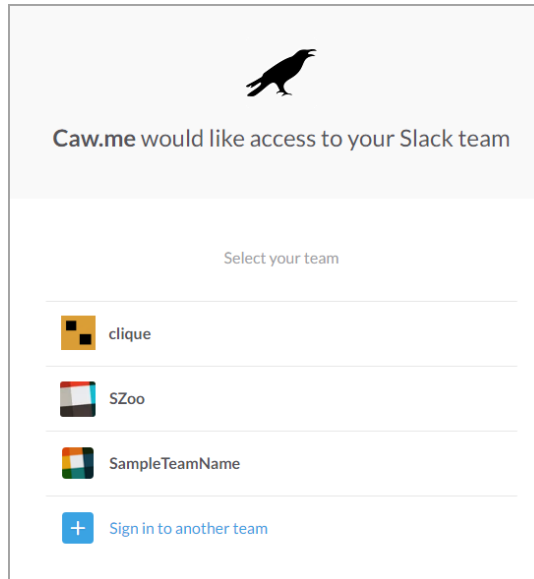 Caw.me would like access to your Slack team
Select your team
clique
SZoo
SampleTeamName
Sign in to another team